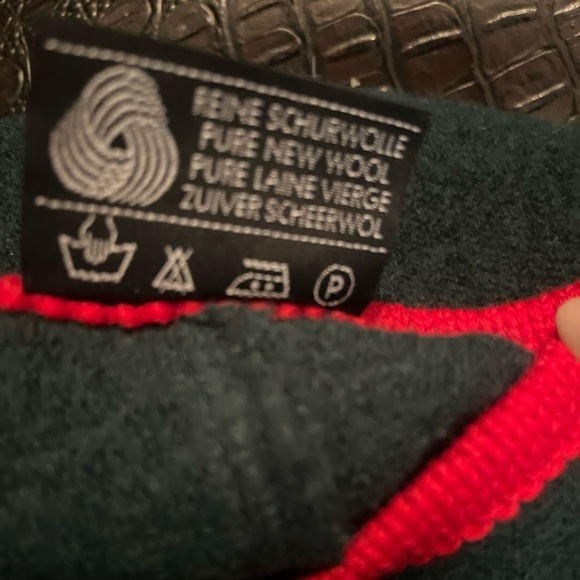 REINE SCHURWOLLE
PURE NEW WOOL
PURE LAINE VIERGE
ZUIVER SCHEERWOL
P